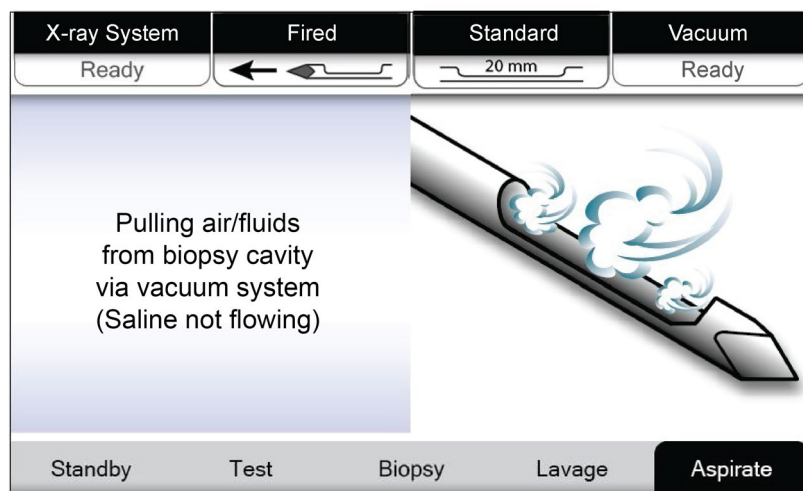 X-ray System
Fired
Standard
Vacuum
Ready
20 mm
Ready
Pulling air/fluids
from biopsy cavity
via vacuum system
(Saline not flowing)
Standby
Test
Biopsy
Lavage
Aspirate